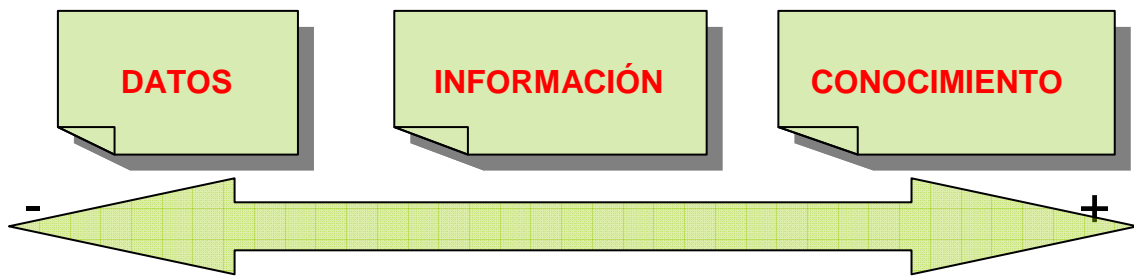 DATOS INFORMACIÓN CONOCIMIENTO
- +